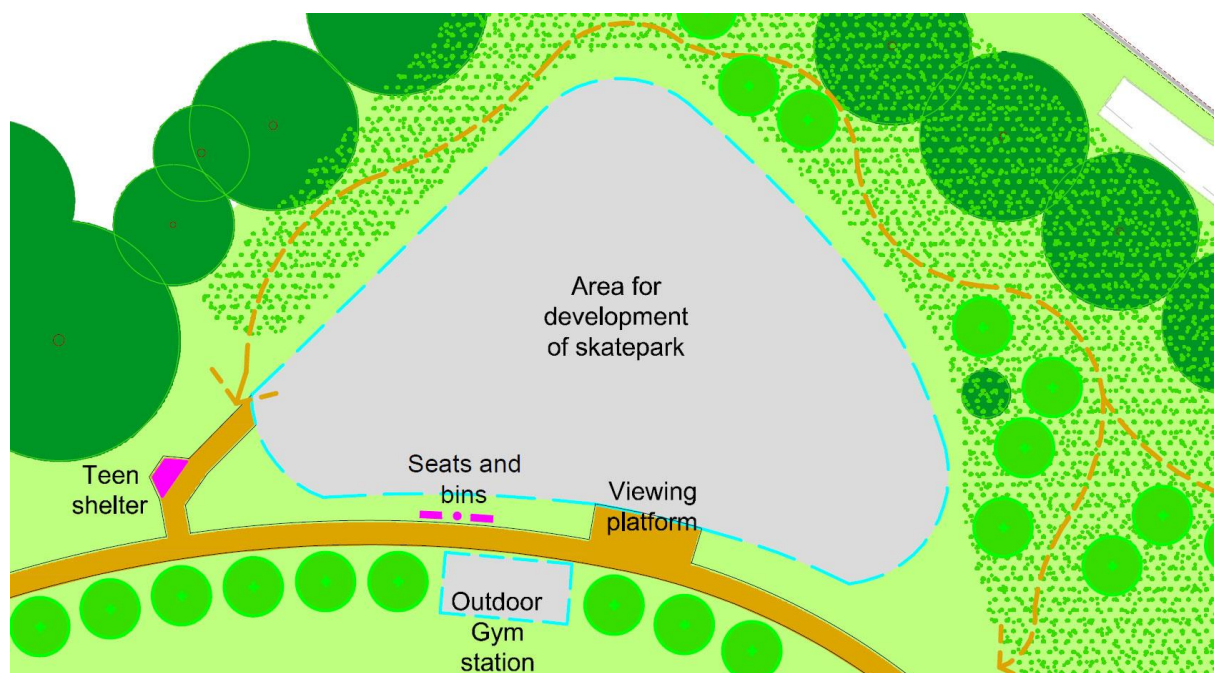 Area for
development
of skatepark
Teen
shelter
Seats and
bins
Viewing
platform
Outdoor
Gym
station